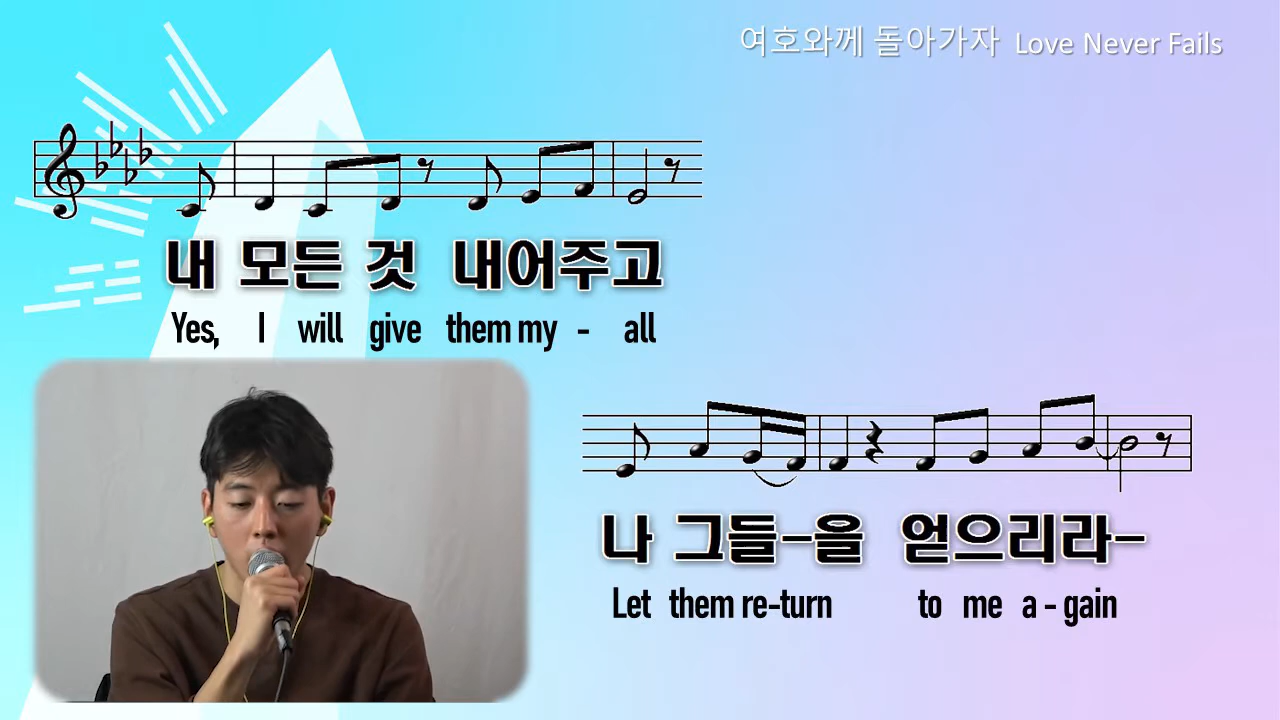 여호와께 돌아가자 Love Never Fails
내 모든 것 내어주고
Yes, I will give them my - all
나 그들-을 얻으리라-
Let them re-turn to me a - gain